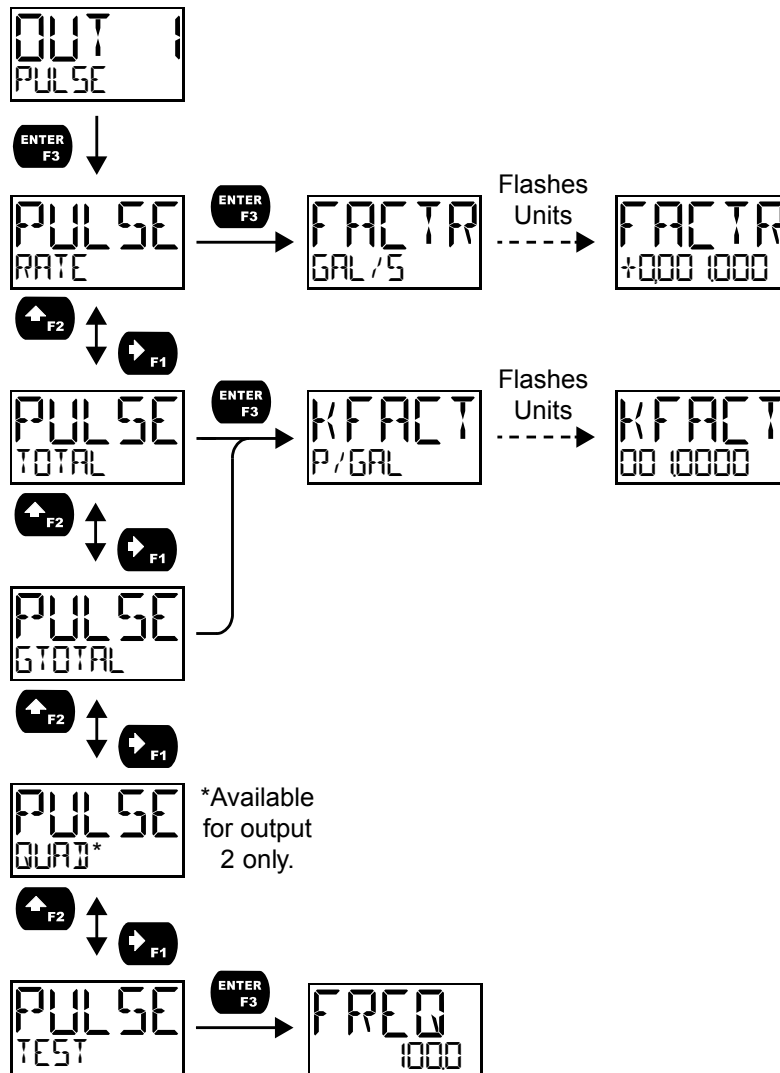 OUT 1
PULSE
ENTER
F3
PULSE
RATE
ENTER
F3
FACTR
GAL/S
Flashes
Units
FACTR
+0,001.000
F2
F1
PULSE
TOTAL
ENTER
F3
KFACT
P/GAL
Flashes
Units
KFACT
001.0000
F2
F1
PULSE
GTOTAL
F2
F1
PULSE
QUAD*
*Available
for output
2 only.
F2
F1
PULSE
TEST
ENTER
F3
FREQ
100.0